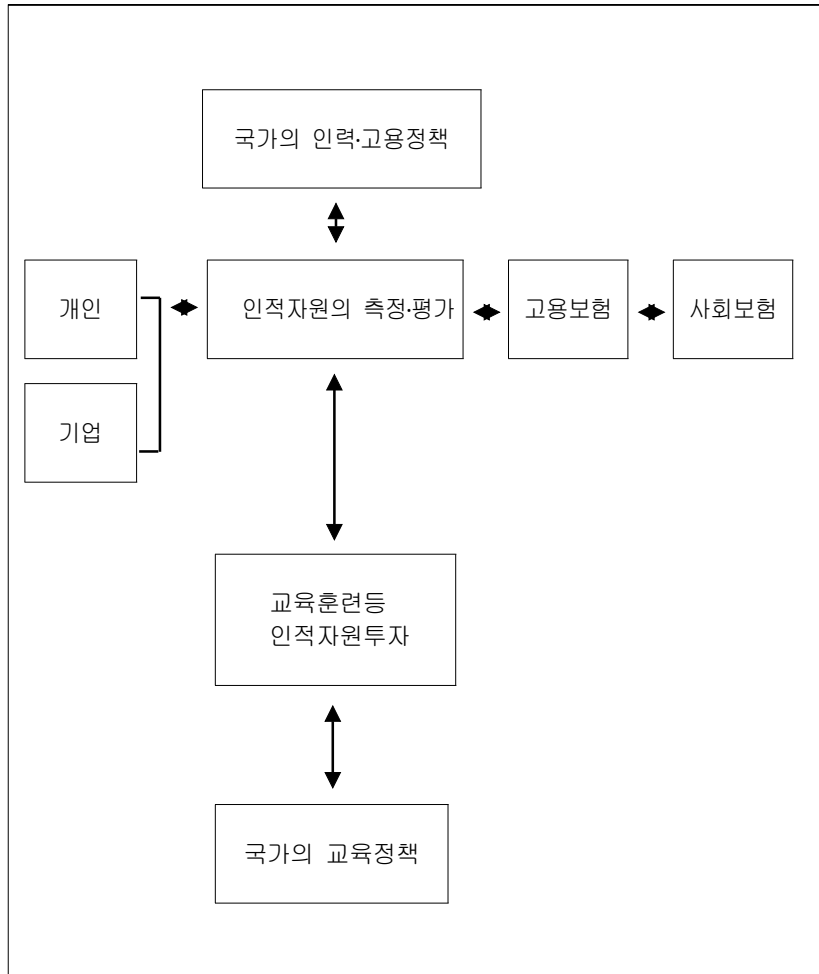 국가의 인력·고용정책
개인
인적자원의 측정·평가
고용보험
사회보험
기업
교육훈련등
인적자원투자
국가의 교육정책